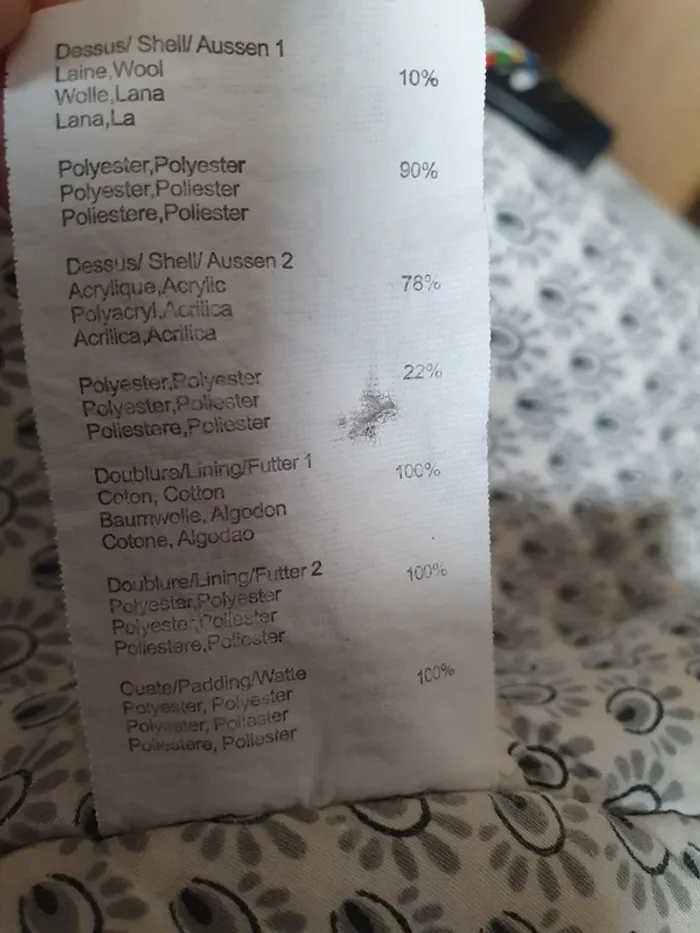 Dessus/ Shell/ Aussen 1
Laine,Wool 10%
Wolle,Lana
Lana,La
Polyester,Polyester 90%
Polyester,Poliester
Poliestere,Poliester
Dessus/ Shell/ Aussen 2
Acrylique,Acrylic 78%
Polyacryl,Acrilica
Acrilica,Acrilica
Polyester,Polyester 22%
Polyester,Poliester
Poliestere,Poliester
Doublure/Lining/Futter 1
Coton, Cotton 100%
Baumwolle, Algodon
Cotone, Algodao
Doublure/Lining/Futter 2
Polyester,Polyester 100%
Polyester,Poliester
Poliestere,Poliester
Ouate/Padding/Watte
Polyester, Polyester 100%
Polyester, Poliester
Poliestere, Poliester